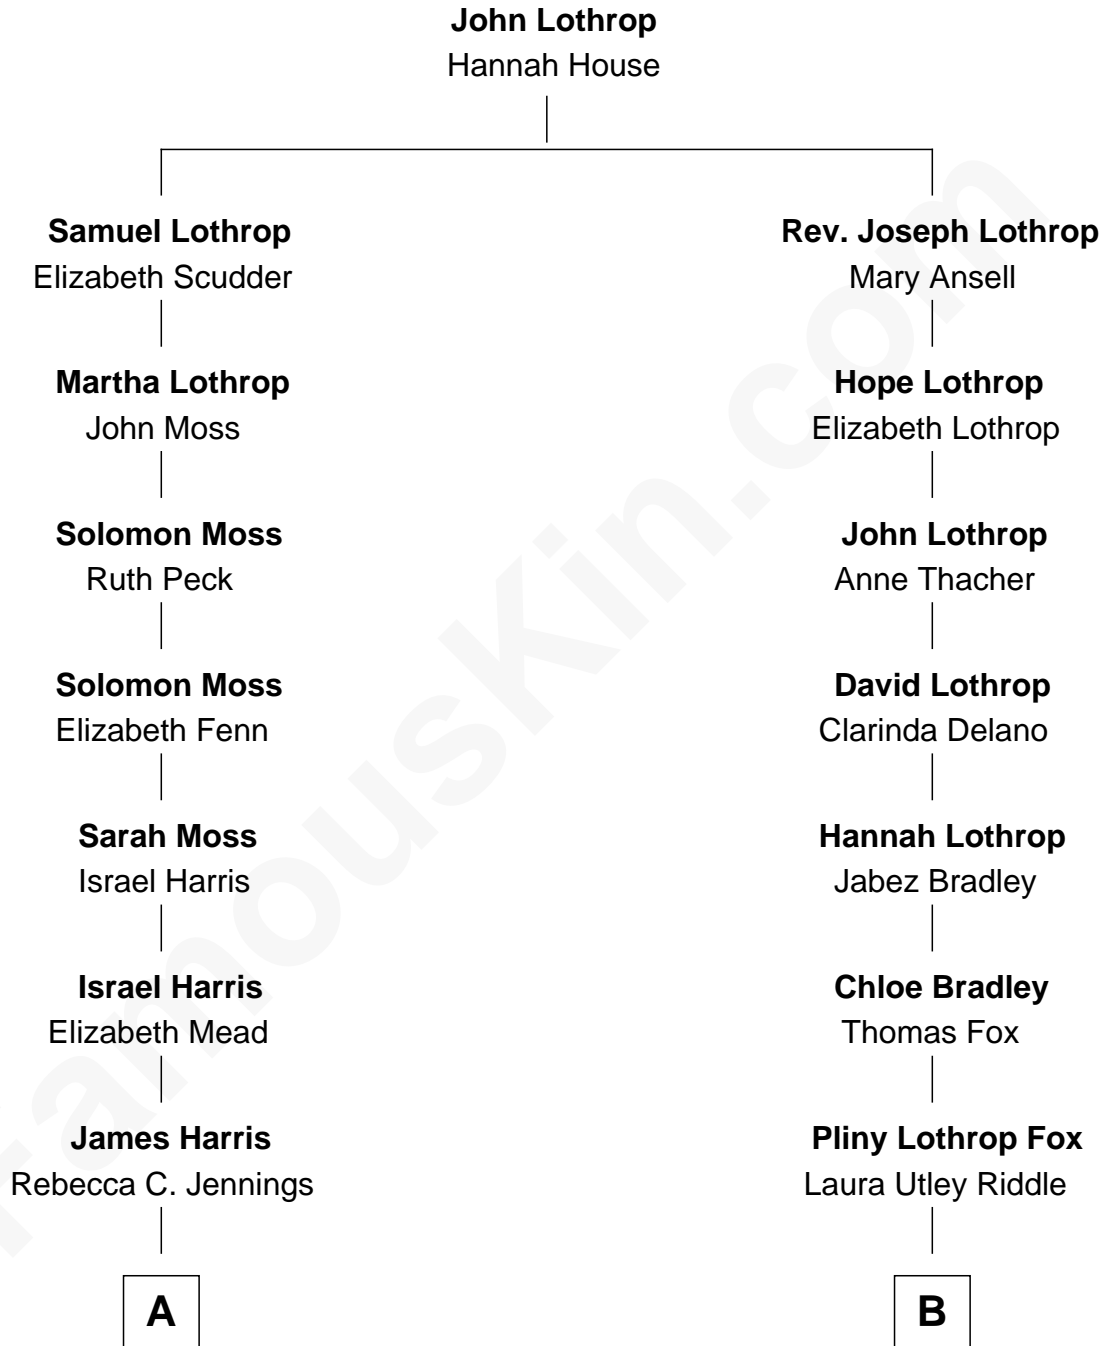 John Lothrop
Hannah House
Samuel Lothrop
Elizabeth Scudder
Rev. Joseph Lothrop
Mary Ansell
Martha Lothrop
John Moss
Hope Lothrop
Elizabeth Lothrop
Solomon Moss
Ruth Peck
John Lothrop
Anne Thacher
Solomon Moss
Elizabeth Fenn
David Lothrop
Clarinda Delano
Sarah Moss
Israel Harris
Hannah Lothrop
Jabez Bradley
Israel Harris
Elizabeth Mead
Chloe Bradley
Thomas Fox
James Harris
Rebecca C. Jennings
Pliny Lothrop Fox
Laura Utley Riddle
A
B
FamousKin.com